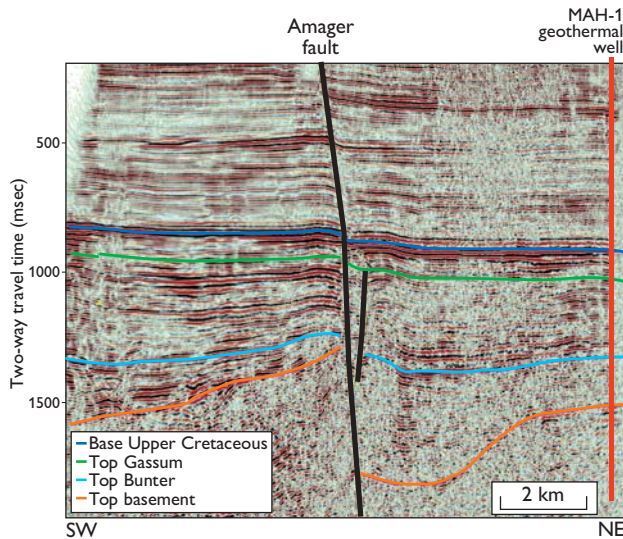 Amager
fault
MAH-1
geothermal
well
Two-way travel time (msec)
500
1000
1500
Base Upper Cretaceous
Top Gassum
Top Bunter
Top basement
2 km
SW
NE